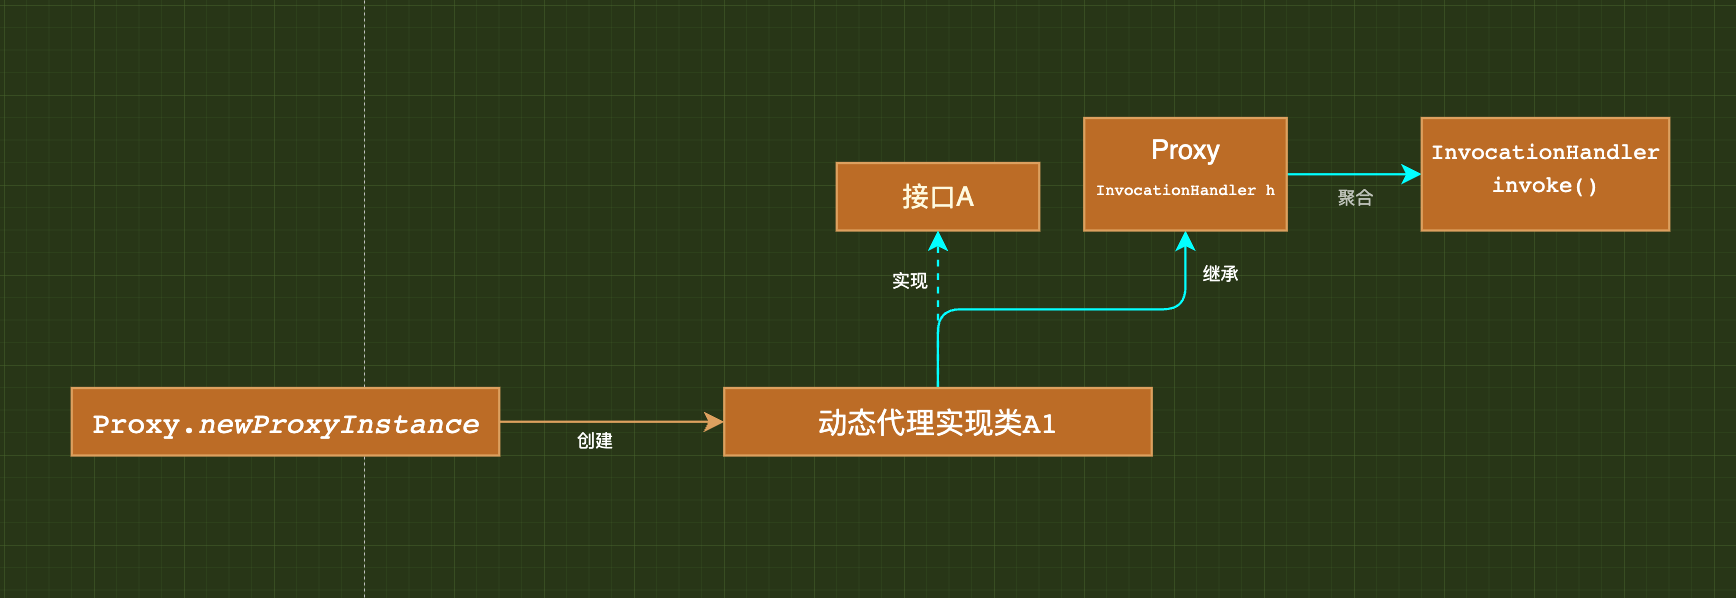 Proxy
InvocationHandler h
InvocationHandler
invoke()
接口A
聚合
实现
继承
Proxy.newProxyInstance
创建
动态代理实现类A1